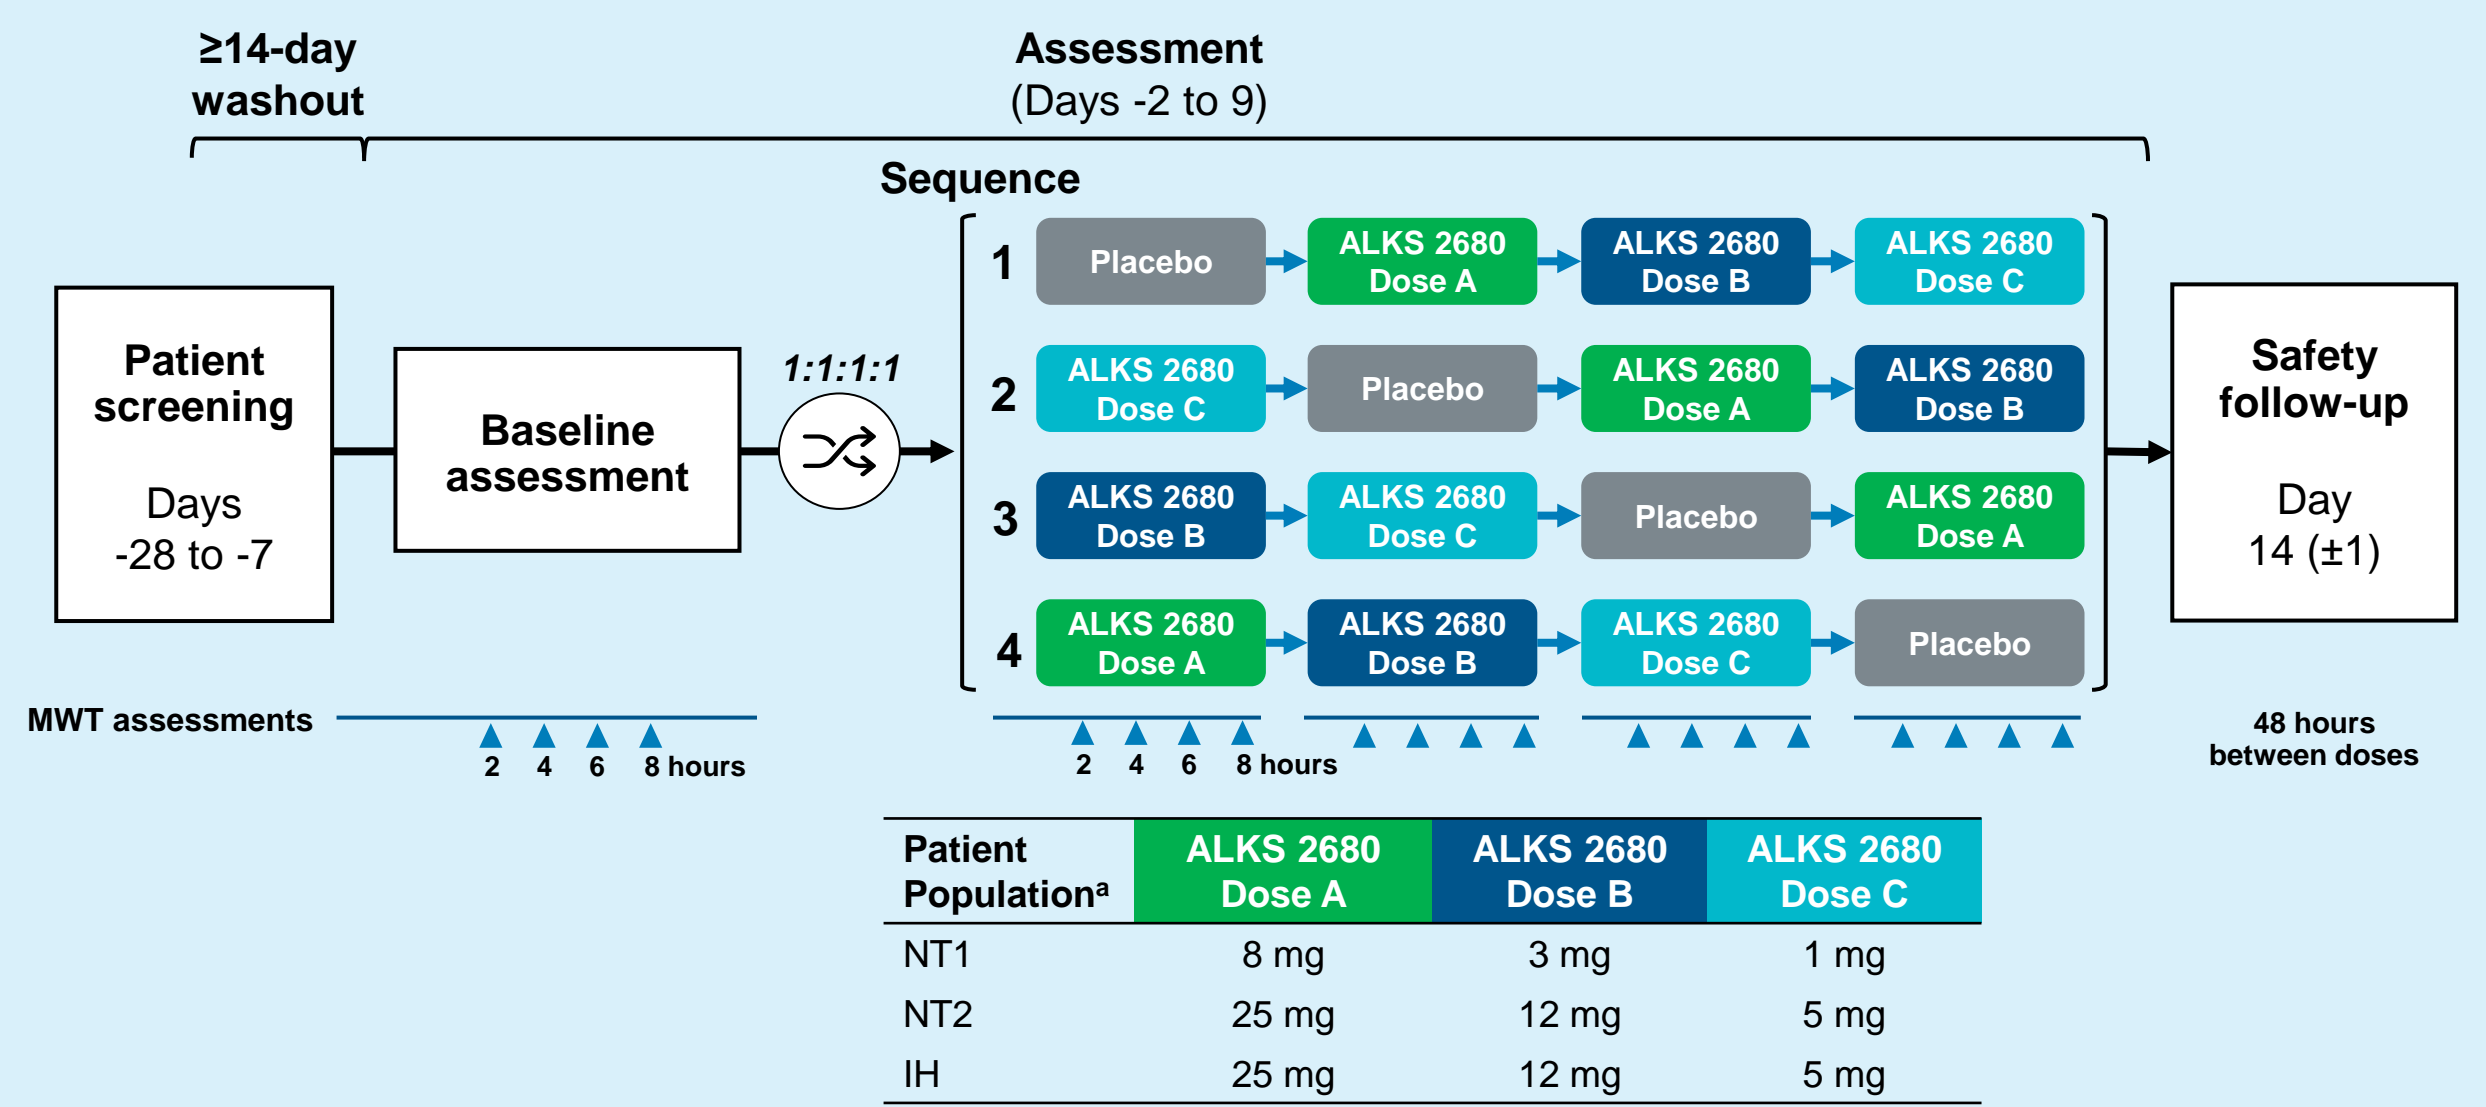 ≥14-day
washout
Assessment
(Days -2 to 9)
Sequence
Patient
screening
Days
-28 to -7
Baseline
assessment
1:1:1:1
1
Placebo
ALKS 2680
Dose A
ALKS 2680
Dose B
ALKS 2680
Dose C
2
ALKS 2680
Dose C
Placebo
ALKS 2680
Dose A
ALKS 2680
Dose B
3
ALKS 2680
Dose B
ALKS 2680
Dose C
Placebo
ALKS 2680
Dose A
4
ALKS 2680
Dose A
ALKS 2680
Dose B
ALKS 2680
Dose C
Placebo
Safety
follow-up
Day
14 (±1)
MWT assessments
2 4 6 8 hours
2 4 6 8 hours
48 hours
between doses
Patient
Populationᵃ
ALKS 2680
Dose A
ALKS 2680
Dose B
ALKS 2680
Dose C
NT1 8 mg 3 mg 1 mg
NT2 25 mg 12 mg 5 mg
IH 25 mg 12 mg 5 mg